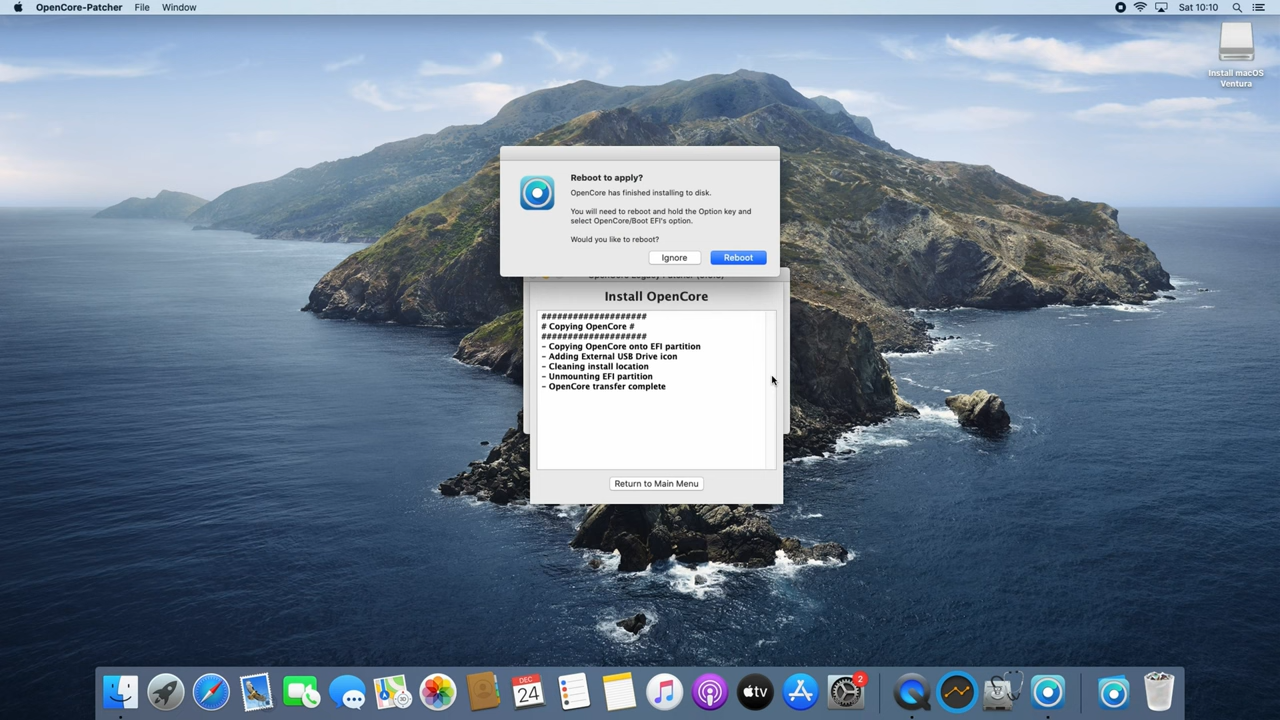 OpenCore-Patcher File Window
Sat 10:10
Install macOS
Ventura
Reboot to apply?
OpenCore has finished installing to disk.
You will need to reboot and hold the Option key and
select OpenCore/Boot EFI's option.
Would you like to reboot?
Ignore
Reboot
Install OpenCore
####################
# Copying OpenCore #
####################
- Copying OpenCore onto EFI partition
- Adding External USB Drive icon
- Cleaning install location
- Unmounting EFI partition
- OpenCore transfer complete
Return to Main Menu
DEC
24
tv
2